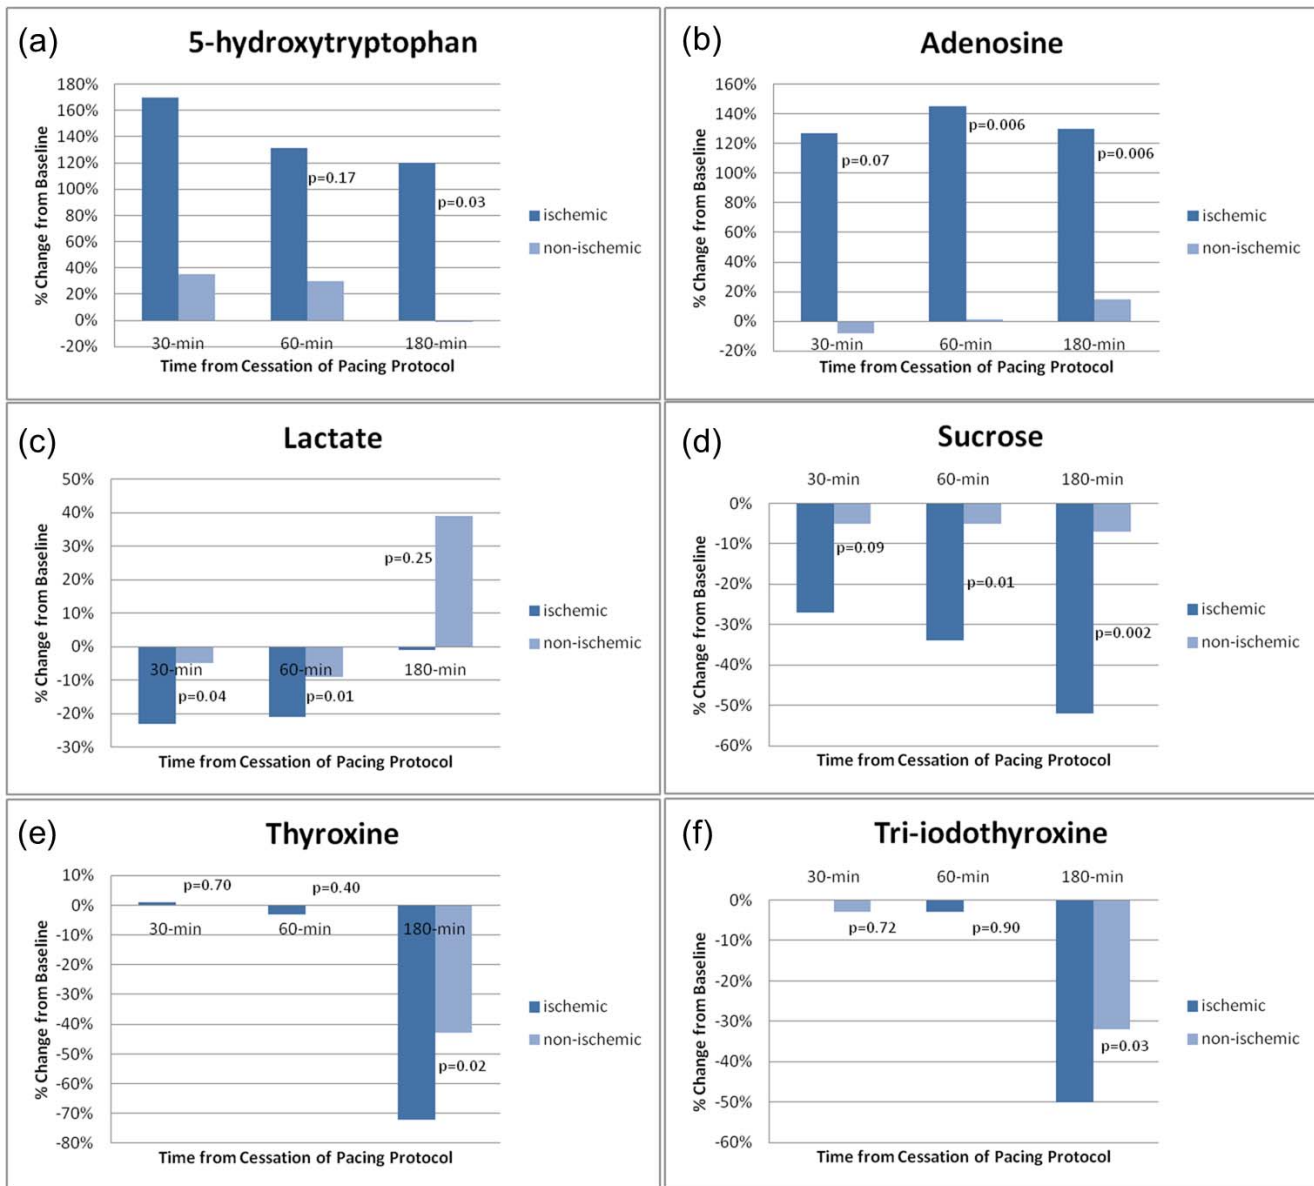 (a)
5-hydroxytryptophan
% Change from Baseline
180%
160%
140%
120%
100%
80%
60%
40%
20%
0%
-20%
p=0.17
p=0.03
30-min 60-min 180-min
Time from Cessation of Pacing Protocol
ischemic
non-ischemic
(b)
Adenosine
% Change from Baseline
160%
140%
120%
100%
80%
60%
40%
20%
0%
-20%
p=0.07
p=0.006
p=0.006
30-min 60-min 180-min
Time from Cessation of Pacing Protocol
ischemic
non-ischemic
(c)
Lactate
% Change from Baseline
50%
40%
30%
20%
10%
0%
-10%
-20%
-30%
30-min 60-min 180-min
p=0.04
p=0.01
p=0.25
Time from Cessation of Pacing Protocol
ischemic
non-ischemic
(d)
Sucrose
30-min 60-min 180-min
% Change from Baseline
0%
-10%
-20%
-30%
-40%
-50%
-60%
p=0.09
p=0.01
p=0.002
Time from Cessation of Pacing Protocol
ischemic
non-ischemic
(e)
Thyroxine
% Change from Baseline
10%
0%
-10%
-20%
-30%
-40%
-50%
-60%
-70%
-80%
p=0.70
p=0.40
30-min 60-min 180-min
p=0.02
Time from Cessation of Pacing Protocol
ischemic
non-ischemic
(f)
Tri-iodothyroxine
30-min 60-min 180-min
% Change from Baseline
0%
-10%
-20%
-30%
-40%
-50%
-60%
p=0.72
p=0.90
p=0.03
Time from Cessation of Pacing Protocol
ischemic
non-ischemic